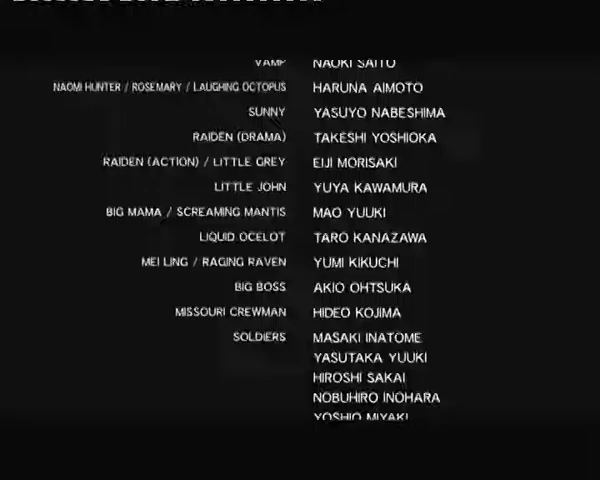 VAMP NAOKI SAITO
NAOMI HUNTER / ROSEMARY / LAUGHING OCTOPUS HARUNA AIMOTO
SUNNY YASUYO NABESHIMA
RAIDEN (DRAMA) TAKESHI YOSHIOKA
RAIDEN (ACTION) / LITTLE GREY EIJI MORISAKI
LITTLE JOHN YUYA KAWAMURA
BIG MAMA / SCREAMING MANTIS MAO YUUKI
LIQUID OCELOT TARO KANAZAWA
MEI LING / RAGING RAVEN YUMI KIKUCHI
BIG BOSS AKIO OHTSUKA
MISSOURI CREWMAN HIDEO KOJIMA
SOLDIERS MASAKI INATOME
YASUTAKA YUUKI
HIROSHI SAKAI
NOBUHIRO INOHARA
YOSHIO MIYAKI